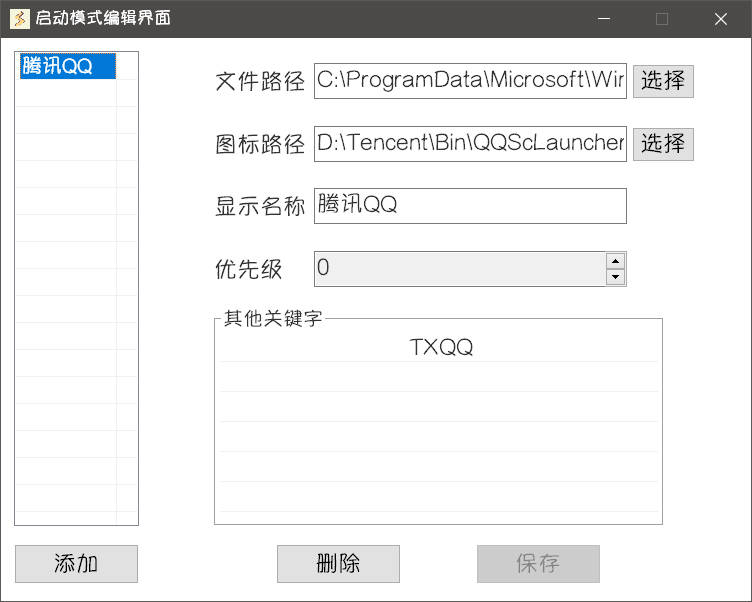 启动模式编辑界面
腾讯QQ
文件路径 C:\ProgramData\Microsoft\Wir 选择
图标路径 D:\Tencent\Bin\QQScLauncher 选择
显示名称 腾讯QQ
优先级 0
其他关键字
TXQQ
添加 删除 保存